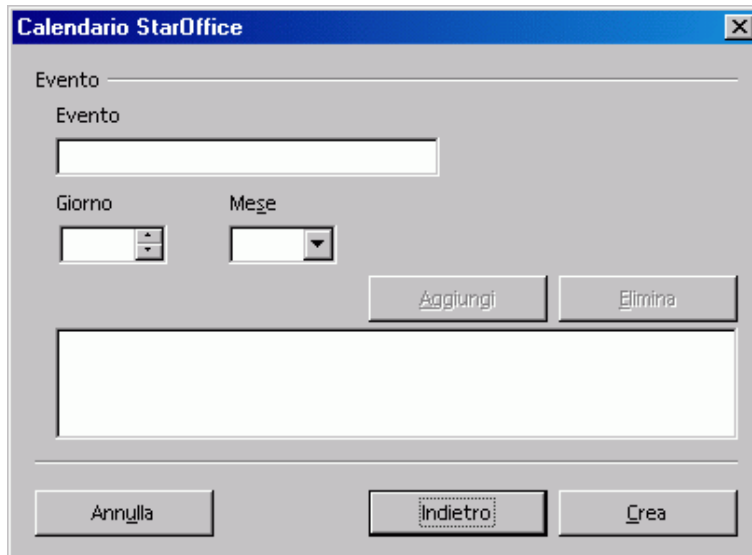 Calendario StarOffice
Evento
Evento
Giorno Mese
Aggiungi Elimina
Annulla Indietro Crea